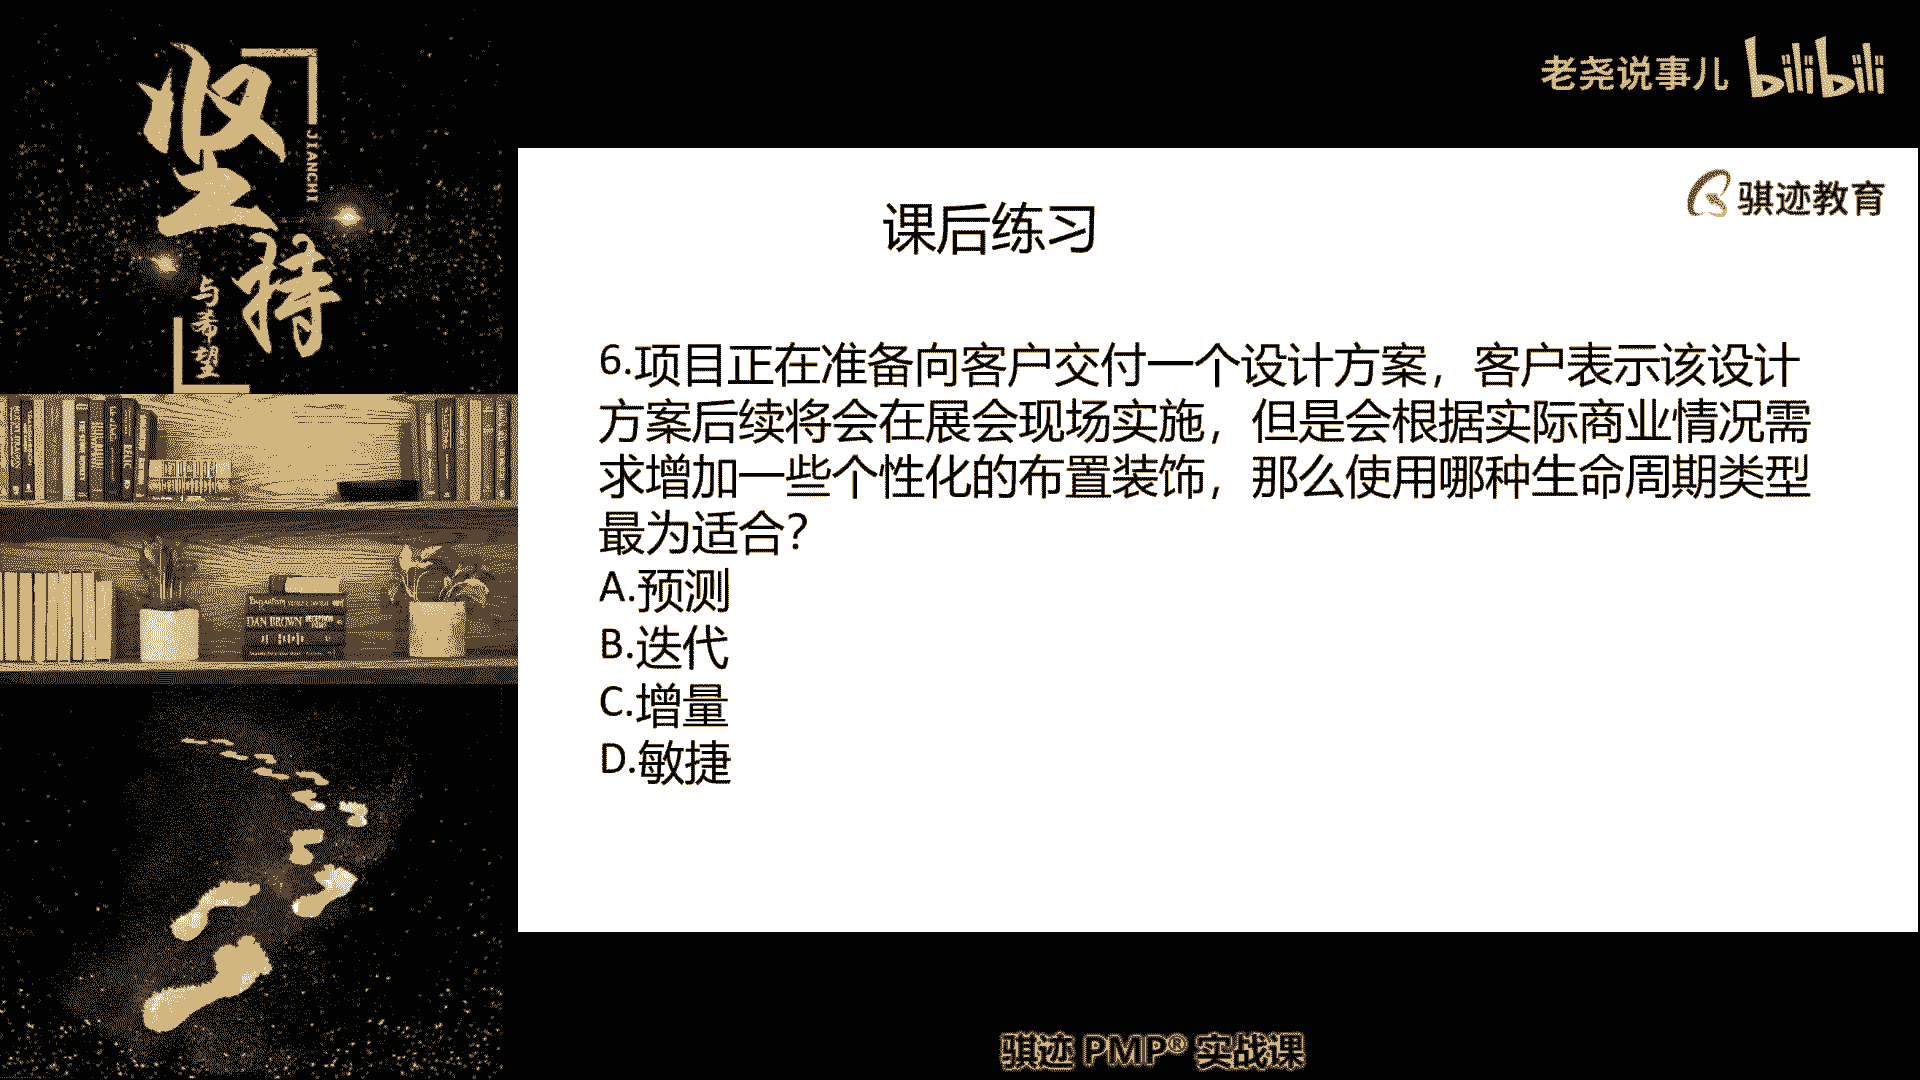 坚持
JIANCHI
与希望
老尧说事儿 bilibili
骐迹教育
课后练习
6.项目正在准备向客户交付一个设计方案，客户表示该设计
方案后续将会在展会现场实施，但是会根据实际商业情况需
求增加一些个性化的布置装饰，那么使用哪种生命周期类型
最为适合？
A.预测
B.迭代
C.增量
D.敏捷
DAN BROWN
骐迹 PMP® 实战课